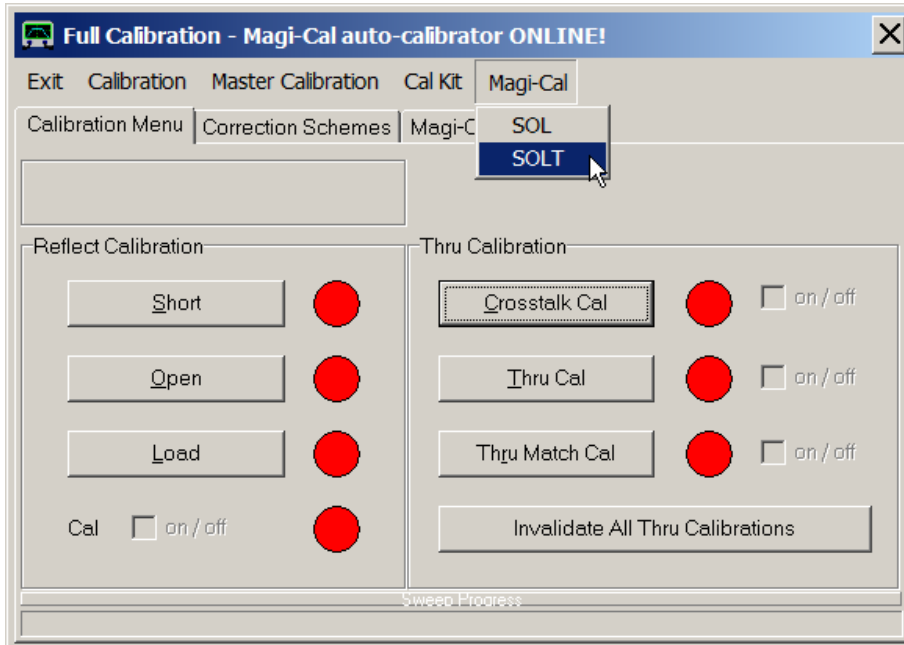 Full Calibration - Magi-Cal auto-calibrator ONLINE!
Exit Calibration Master Calibration Cal Kit Magi-Cal
Calibration Menu Correction Schemes Magi-C
SOL
SOLT
Reflect Calibration
Short
Open
Load
Cal on / off
Thru Calibration
Crosstalk Cal on / off
Thru Cal on / off
Thru Match Cal on / off
Invalidate All Thru Calibrations
Sweep Progress